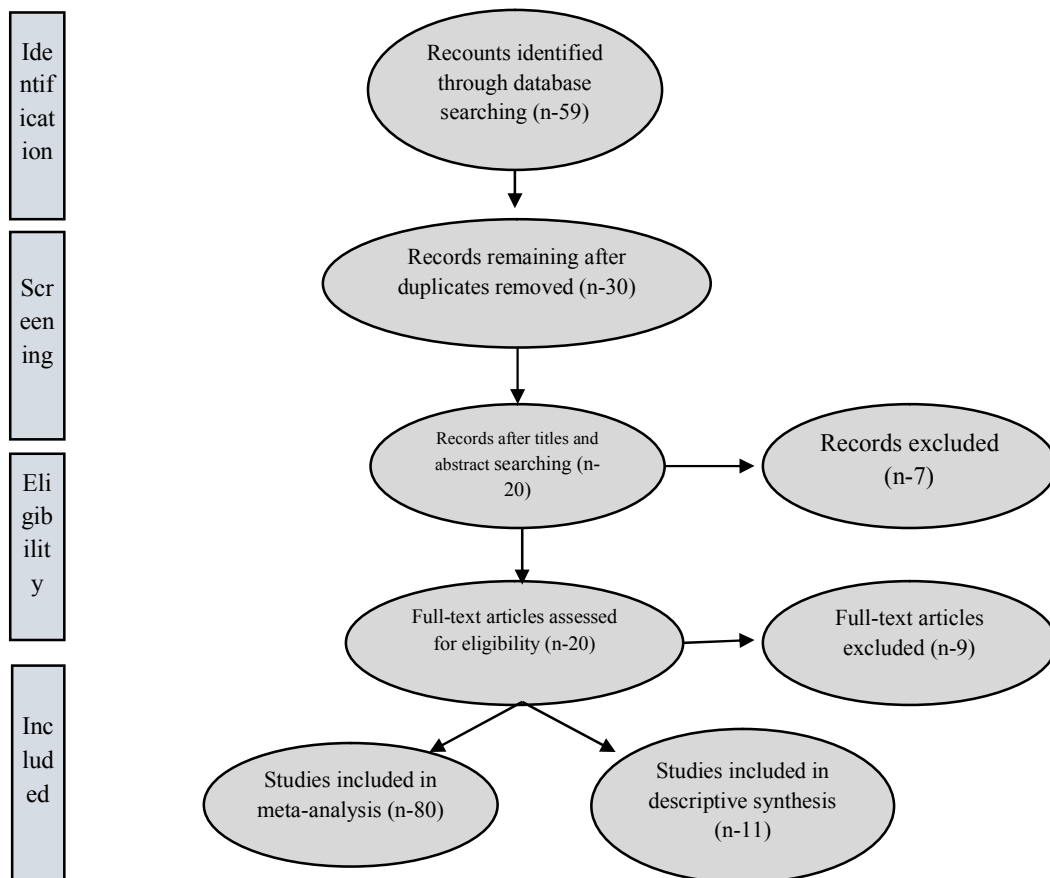 Ide
ntif
icat
ion
Recounts identified
through database
searching (n-59)
Scr
een
ing
Records remaining after
duplicates removed (n-30)
Records after titles and
abstract searching (n-
20)
Records excluded
(n-7)
Eli
gib
ilit
y
Full-text articles assessed
for eligibility (n-20)
Full-text articles
excluded (n-9)
Inc
lud
ed
Studies included in
meta-analysis (n-80)
Studies included in
descriptive synthesis
(n-11)